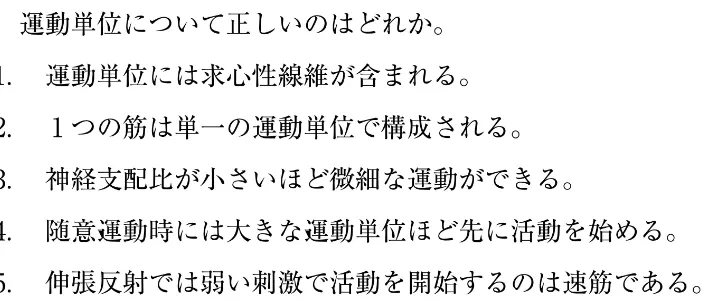 運動単位について正しいのはどれか。
1. 運動単位には求心性線維が含まれる。
2. １つの筋は単一の運動単位で構成される。
3. 神経支配比が小さいほど微細な運動ができる。
4. 随意運動時には大きな運動単位ほど先に活動を始める。
5. 伸張反射では弱い刺激で活動を開始するのは速筋である。